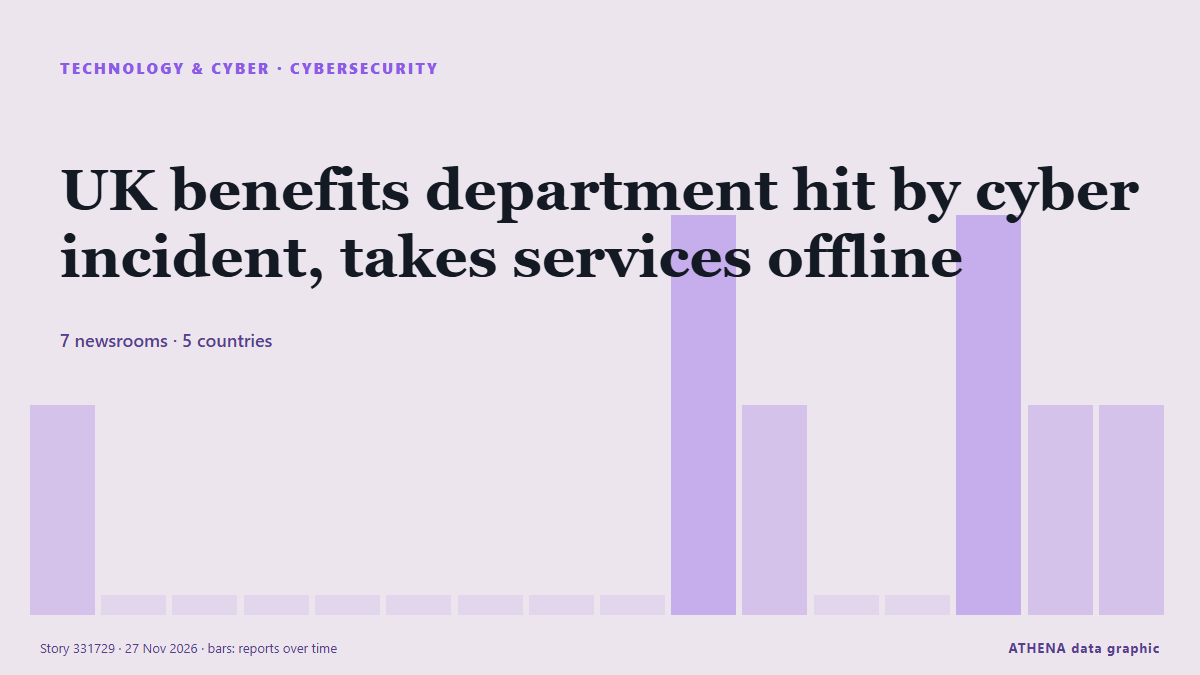 TECHNOLOGY & CYBER · CYBERSECURITY
UK benefits department hit by cyber
incident, takes services offline
7 newsrooms · 5 countries
Story 331729 · 27 Nov 2026 · bars: reports over time
ATHENA data graphic